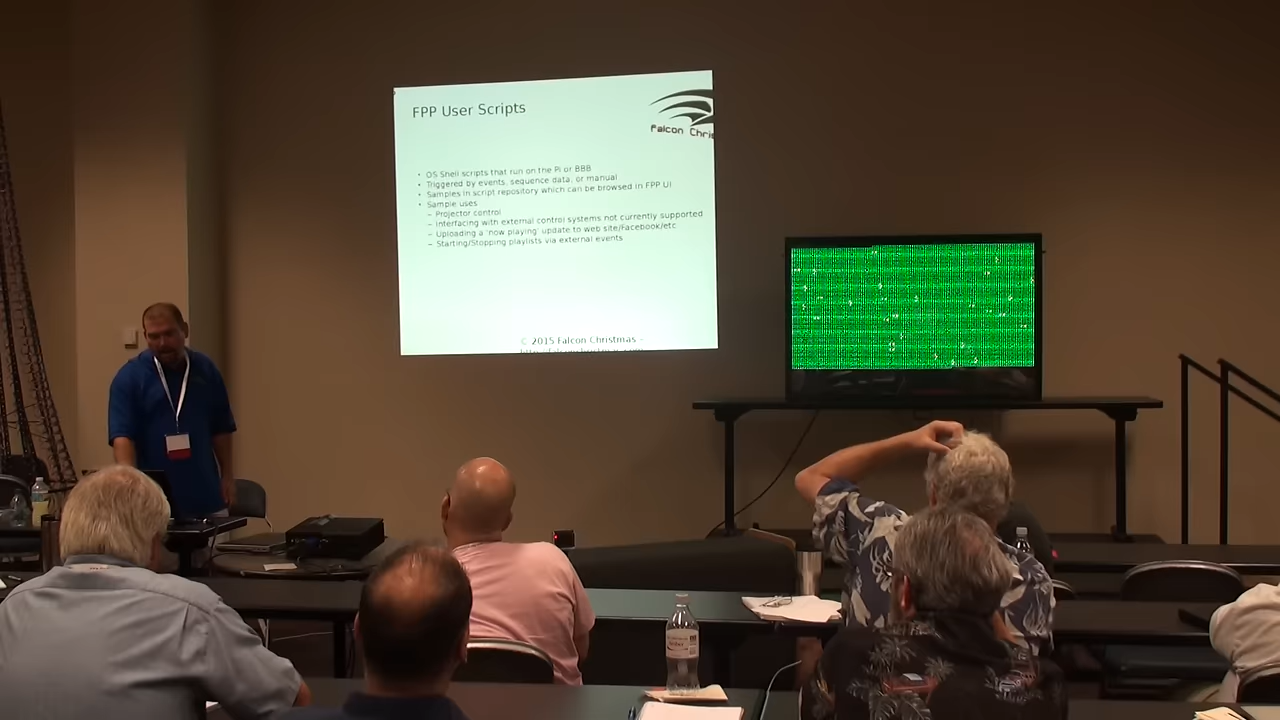 FPP User Scripts
Falcon Chris
• OS Shell scripts that run on the Pi or BBB
• Triggered by events, sequence data, or manual
• Samples in script repository which can be browsed in FPP UI
• Sample uses
– Projector control
– Interfacing with external control systems not currently supported
– Uploading a 'now playing' update to web site/Facebook/etc
– Starting/Stopping playlists via external events
© 2015 Falcon Christmas -